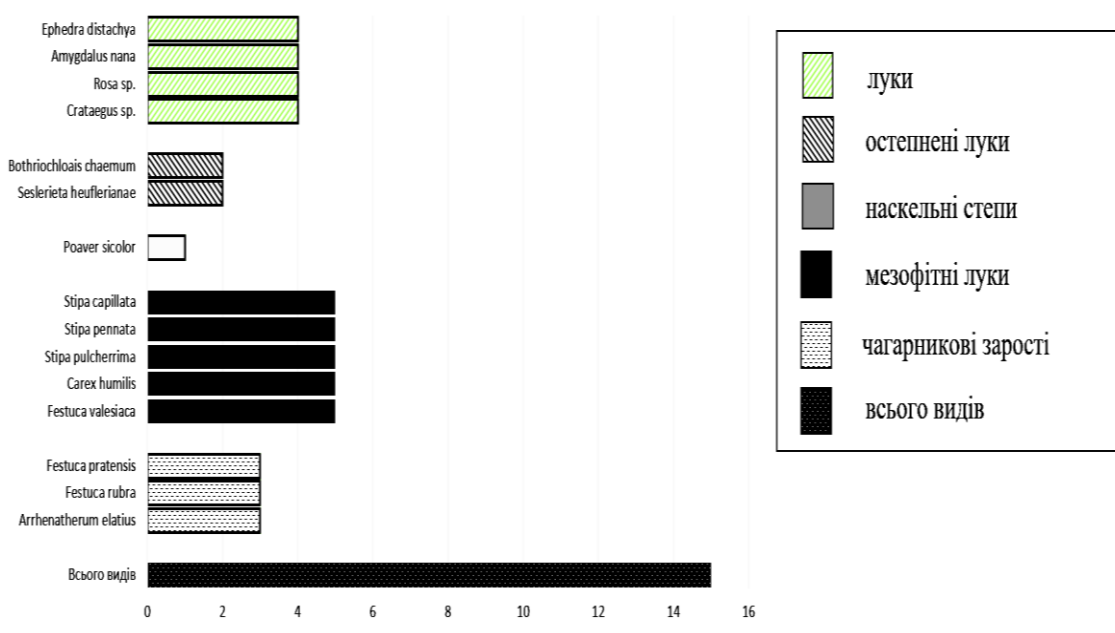 Ephedra distachya
Amygdalus nana
Rosa sp.
Crataegus sp.
Bothriochloais chaemum
Seslerieta heuflerianae
Poaver sicolor
Stipa capillata
Stipa pennata
Stipa pulcherrima
Carex humilis
Festuca valesiaca
Festuca pratensis
Festuca rubra
Arrhenatherum elatius
Всього видів
0 2 4 6 8 10 12 14 16
луки
остепнені луки
наскельні степи
мезофітні луки
чагарникові зарості
всього видів